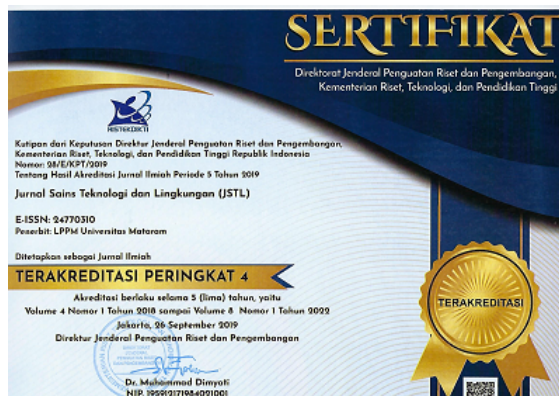 SERTIFIKAT
Direktorat Jenderal Penguatan Riset dan Pengembangan,
Kementerian Riset, Teknologi, dan Pendidikan Tinggi
RISTEKDIKTI
Kutipan dari Keputusan Direktur Jenderal Penguatan Riset dan Pengembangan,
Kementerian Riset, Teknologi, dan Pendidikan Tinggi Republik Indonesia
Nomor: 28/E/KPT/2019
Tentang Hasil Akreditasi Jurnal Ilmiah Periode 5 Tahun 2019
Jurnal Sains Teknologi dan Lingkungan (JSTL)
E-ISSN: 24770310
Penerbit: LPPM Universitas Mataram
Ditetapkan sebagai Jurnal Ilmiah
TERAKREDITASI PERINGKAT 4
Akreditasi berlaku selama 5 (lima) tahun, yaitu
Volume 4 Nomor 1 Tahun 2018 sampai Volume 8 Nomor 1 Tahun 2022
Jakarta, 26 September 2019
Direktur Jenderal Penguatan Riset dan Pengembangan
Dr. Muhammad Dimyati
NIP. 195912171984021001
TERAKREDITASI